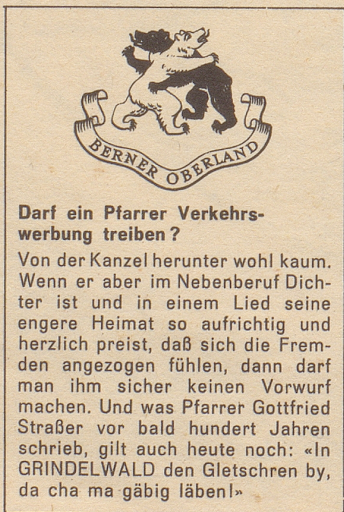 BERNER OBERLAND
Darf ein Pfarrer Verkehrs-
werbung treiben?
Von der Kanzel herunter wohl kaum.
Wenn er aber im Nebenberuf Dich-
ter ist und in einem Lied seine
engere Heimat so aufrichtig und
herzlich preist, daß sich die Frem-
den angezogen fühlen, dann darf
man ihm sicher keinen Vorwurf
machen. Und was Pfarrer Gottfried
Straßer vor bald hundert Jahren
schrieb, gilt auch heute noch: «In
GRINDELWALD den Gletschren by,
da cha ma gäbig läben!»